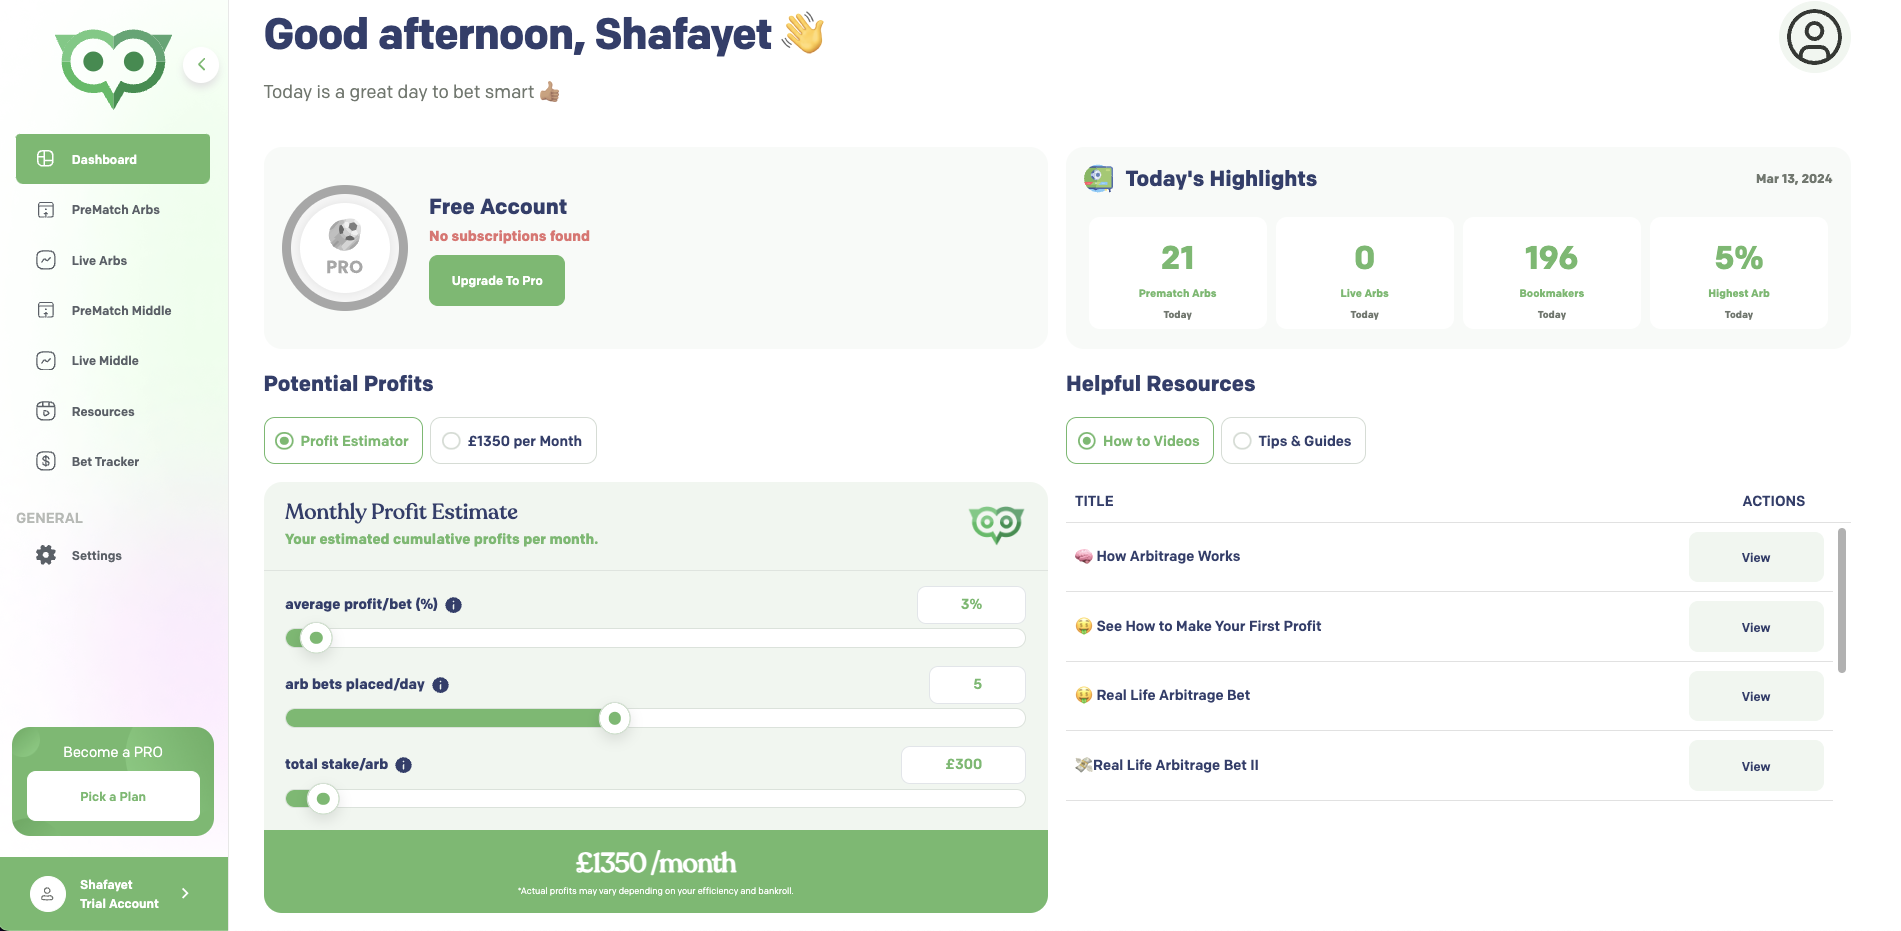 Good afternoon, Shafayet 👋
Today is a great day to bet smart 👍🏽
Dashboard
PreMatch Arbs
Live Arbs
PreMatch Middle
Live Middle
Resources
Bet Tracker
GENERAL
Settings
Become a PRO
Pick a Plan
Shafayet
Trial Account
PRO
Free Account
No subscriptions found
Upgrade To Pro
Today's Highlights
Mar 13, 2024
21
Prematch Arbs
Today
0
Live Arbs
Today
196
Bookmakers
Today
5%
Highest Arb
Today
Potential Profits
Profit Estimator
£1350 per Month
Monthly Profit Estimate
Your estimated cumulative profits per month.
average profit/bet (%)
3%
arb bets placed/day
5
total stake/arb
£300
£1350 /month
*Actual profits may vary depending on your efficiency and bankroll.
Helpful Resources
How to Videos
Tips & Guides
TITLE
ACTIONS
🧠 How Arbitrage Works
View
🤑 See How to Make Your First Profit
View
🤑 Real Life Arbitrage Bet
View
💸Real Life Arbitrage Bet II
View